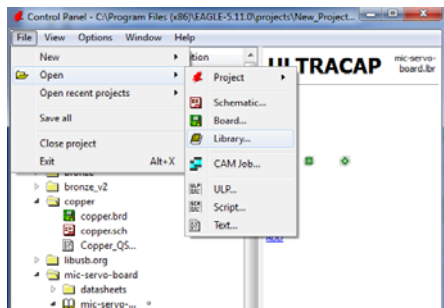 Control Panel - C:\Program Files (x86)\EAGLE-5.11.0\projects\New_Project...
File View Options Window Help
New
Open
Open recent projects
Save all
Close project
Exit Alt+X
Project
Schematic...
Board...
Library...
CAM Job...
ULP...
Script...
Text...
ULTRACAP
mic-servo-
board.lbr
bronze_v2
copper
copper.brd
copper.sch
Copper_QS...
libusb.org
mic-servo-board
datasheets
mic-servo-...